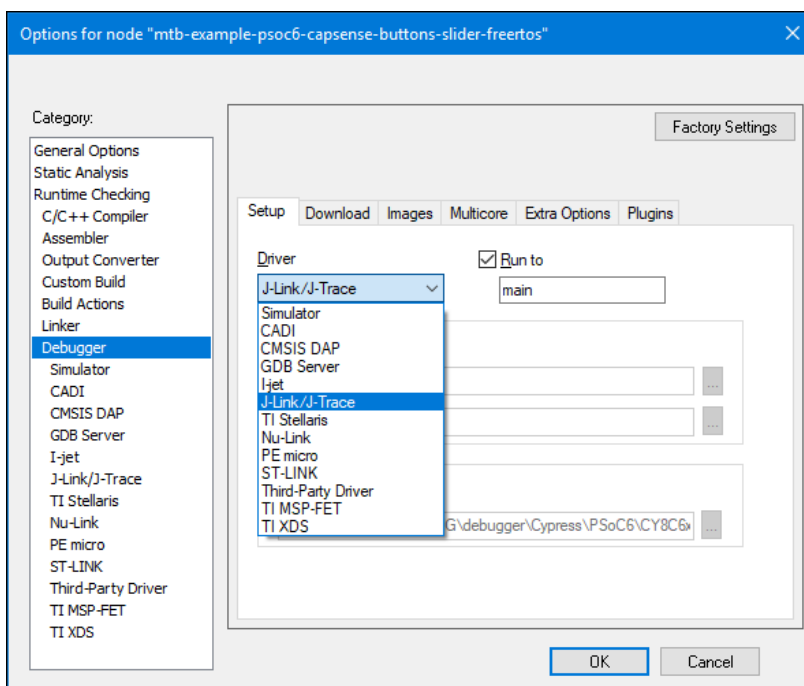 Options for node "mtb-example-psoc6-capsense-buttons-slider-freertos"
Category:
General Options
Static Analysis
Runtime Checking
C/C++ Compiler
Assembler
Output Converter
Custom Build
Build Actions
Linker
Debugger
Simulator
CADI
CMSIS DAP
GDB Server
I-jet
J-Link/J-Trace
TI Stellaris
Nu-Link
PE micro
ST-LINK
Third-Party Driver
TI MSP-FET
TI XDS
Factory Settings
Setup Download Images Multicore Extra Options Plugins
Driver
Run to
J-Link/J-Trace
main
Simulator
CADI
CMSIS DAP
GDB Server
I-jet
J-Link/J-Trace
TI Stellaris
Nu-Link
PE micro
ST-LINK
Third-Party Driver
TI MSP-FET
TI XDS
...
...
G\debugger\Cypress\PSoC6\CY8C6x
...
OK Cancel